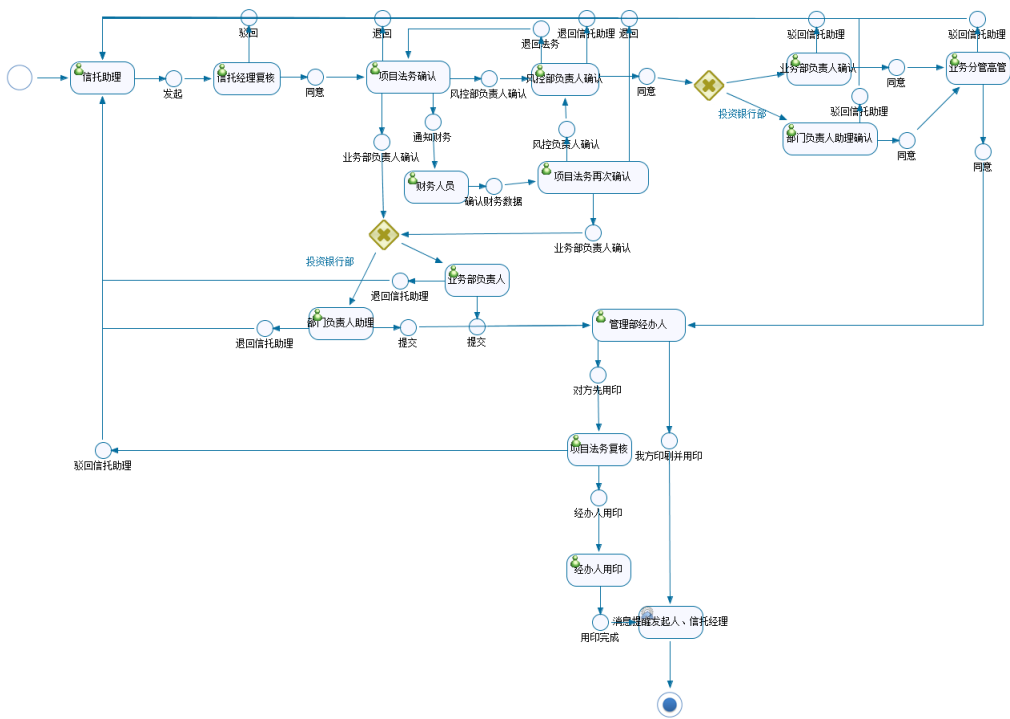 驳回
退回
退回法务
退回信托助理
退回
驳回信托助理
驳回信托助理
信托助理
发起
信托经理复核
同意
项目法务确认
风控部负责人确认
风控部负责人确认
同意
业务部负责人确认
同意
业务分管高管
驳回信托助理
投资银行部
部门负责人助理确认
同意
同意
通知财务
业务部负责人确认
风控负责人确认
财务人员
确认财务数据
项目法务再次确认
业务部负责人确认
投资银行部
业务部负责人
退回信托助理
部门负责人助理
退回信托助理
提交
提交
管理部经办人
对方先用印
项目法务复核
我方印刷并用印
驳回信托助理
经办人用印
经办人用印
用印完成
消息提醒发起人、信托经理